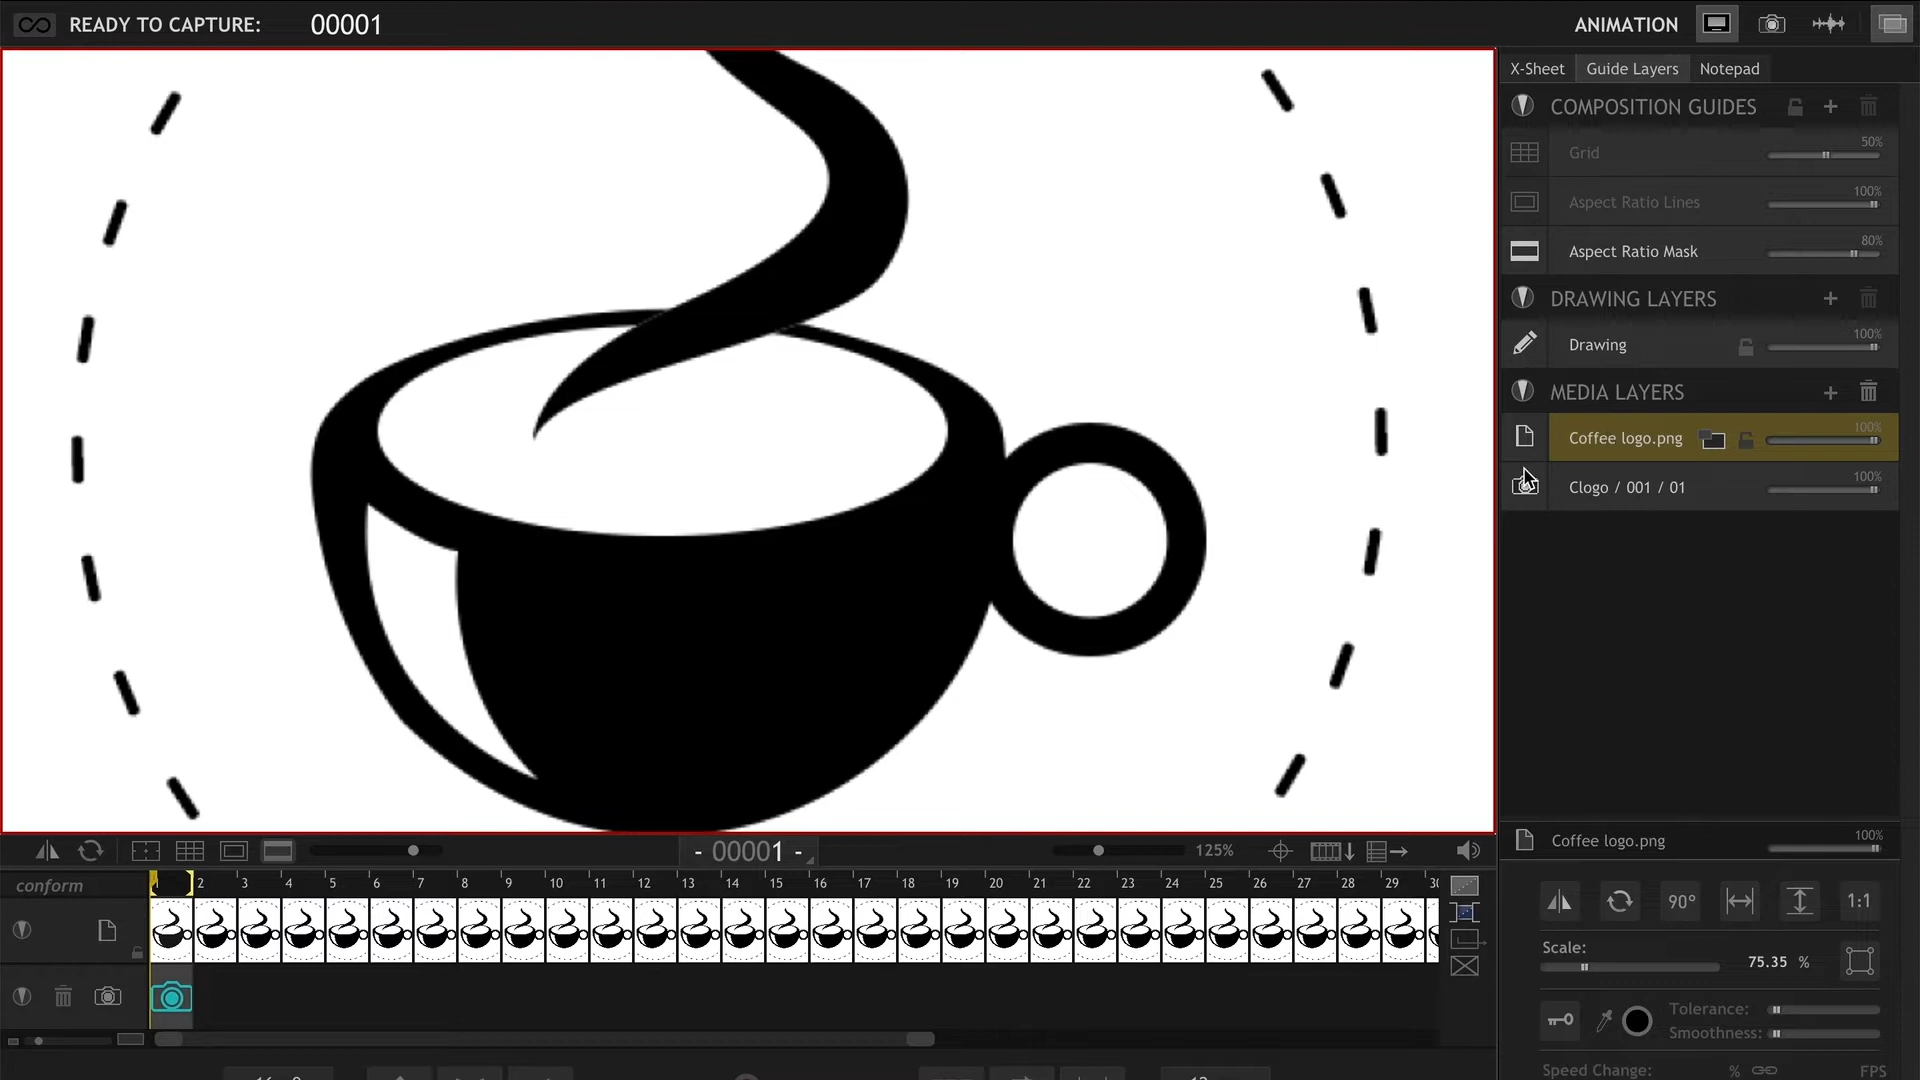 READY TO CAPTURE: 00001
ANIMATION
X-Sheet Guide Layers Notepad
COMPOSITION GUIDES
Grid 50%
Aspect Ratio Lines 100%
Aspect Ratio Mask 80%
DRAWING LAYERS
Drawing 100%
MEDIA LAYERS
Coffee logo.png 100%
Clogo / 001 / 01 100%
- 00001 - 125%
conform 1 2 3 4 5 6 7 8 9 10 11 12 13 14 15 16 17 18 19 20 21 22 23 24 25 26 27 28 29
Coffee logo.png 100%
90° 1:1
Scale: 75.35 %
Tolerance:
Smoothness:
Speed Change: % FPS